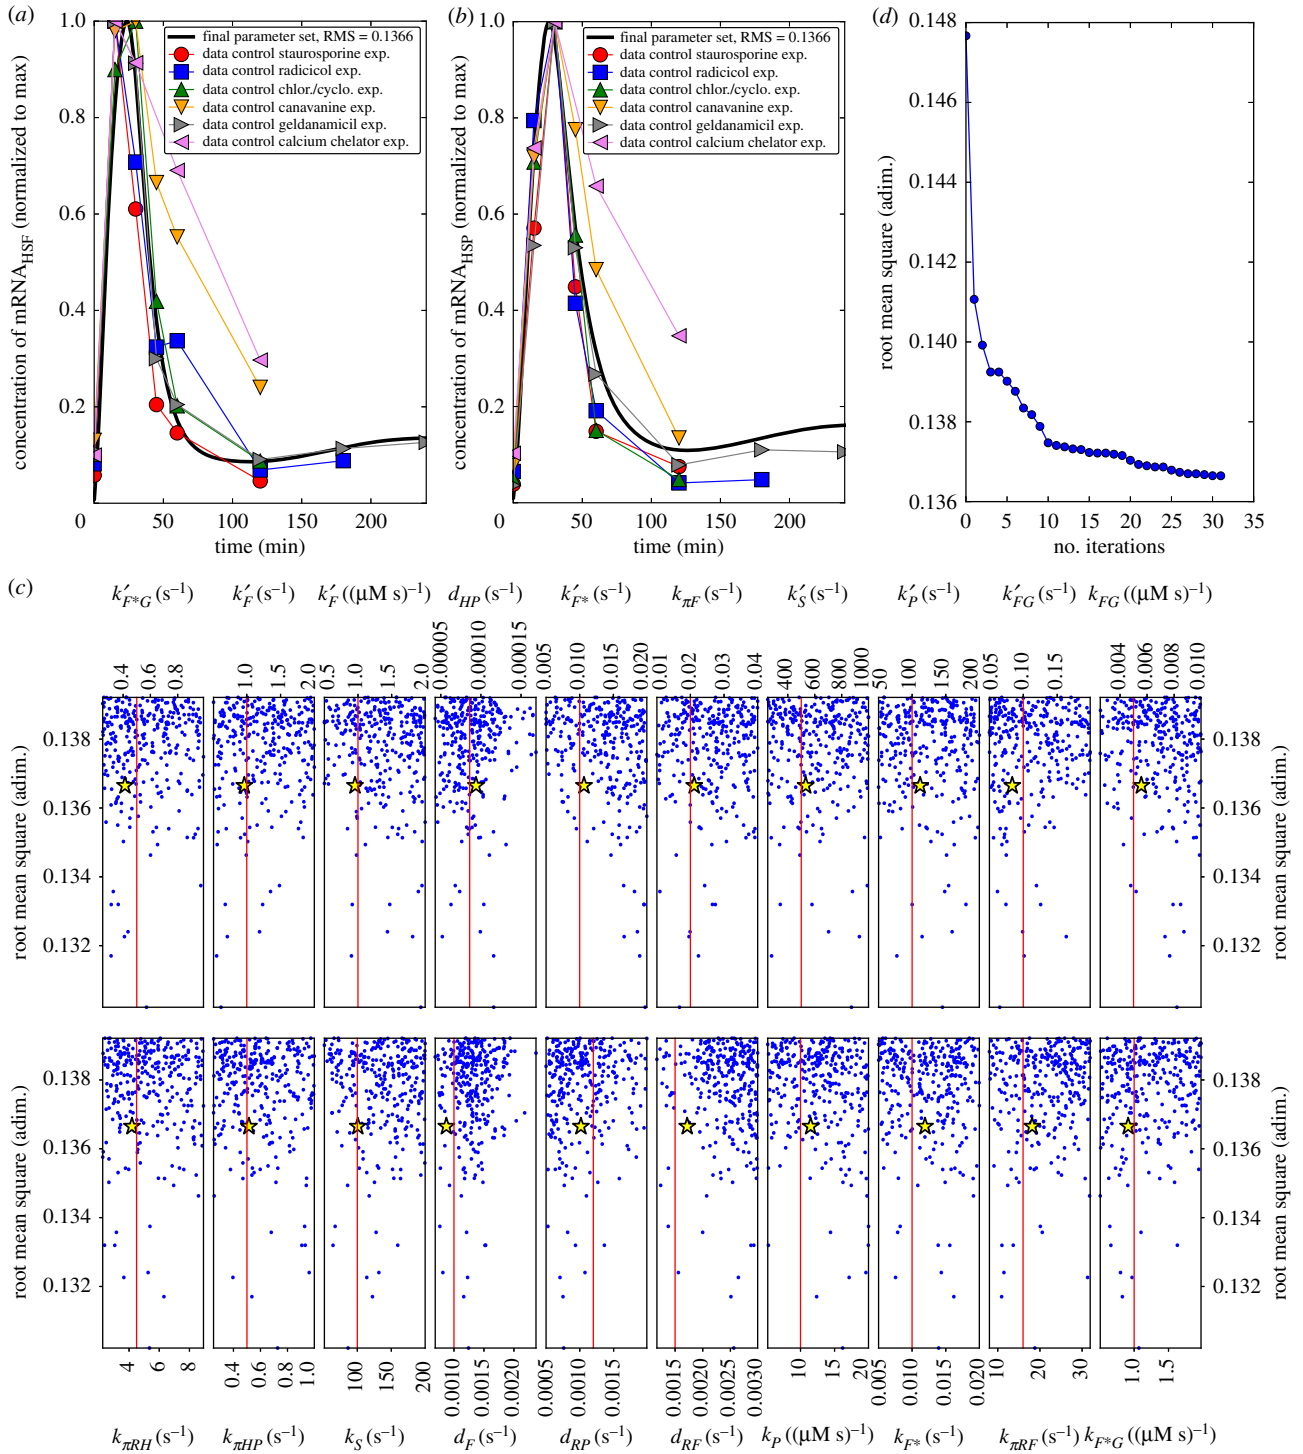 (a)
1.0
0.8
0.6
0.4
0.2
0
50
100
150
200
time (min)
concentration of mRNA_HSF (normalized to max)
final parameter set, RMS = 0.1366
data control staurosporine exp.
data control radicicol exp.
data control chlor./cyclo. exp.
data control canavanine exp.
data control geldanamicil exp.
data control calcium chelator exp.
(b)
1.0
0.8
0.6
0.4
0.2
0
50
100
150
200
time (min)
concentration of mRNA_HSP (normalized to max)
final parameter set, RMS = 0.1366
data control staurosporine exp.
data control radicicol exp.
data control chlor./cyclo. exp.
data control canavanine exp.
data control geldanamicil exp.
data control calcium chelator exp.
(d)
0.148
0.146
0.144
0.142
0.140
0.138
0.136
0
5
10
15
20
25
30
35
no. iterations
root mean square (adim.)
(c)
k′_F*G (s⁻¹) k′_F (s⁻¹) k′_F ((µM s)⁻¹) d_HP (s⁻¹) k′_F* (s⁻¹) k_πF (s⁻¹) k′_S (s⁻¹) k′_P (s⁻¹) k′_FG (s⁻¹) k_FG ((µM s)⁻¹)
0.4 0.6 0.8 1.0 1.5 2.0 0.5 1.0 1.5 2.0 0.00005 0.00010 0.00015 0.005 0.010 0.015 0.020 0.01 0.02 0.03 0.04 400 600 800 1000 50 100 150 200 0.05 0.10 0.15 0.004 0.006 0.008 0.010
root mean square (adim.)
0.138
0.136
0.134
0.132
0.138
0.136
0.134
0.132
root mean square (adim.)
root mean square (adim.)
0.138
0.136
0.134
0.132
0.138
0.136
0.134
0.132
root mean square (adim.)
4 6 8 0.4 0.6 0.8 1.0 50 100 150 200 0.0010 0.0015 0.0020 0.0005 0.0010 0.0015 0.0015 0.0020 0.0025 0.0030 10 15 20 0.005 0.010 0.015 0.020 10 20 30 1.0 1.5
k_πRH (s⁻¹) k_πHP (s⁻¹) k_S (s⁻¹) d_F (s⁻¹) d_RP (s⁻¹) d_RF (s⁻¹) k_P ((µM s)⁻¹) k_F* (s⁻¹) k_πRF (s⁻¹) k_F*G ((µM s)⁻¹)